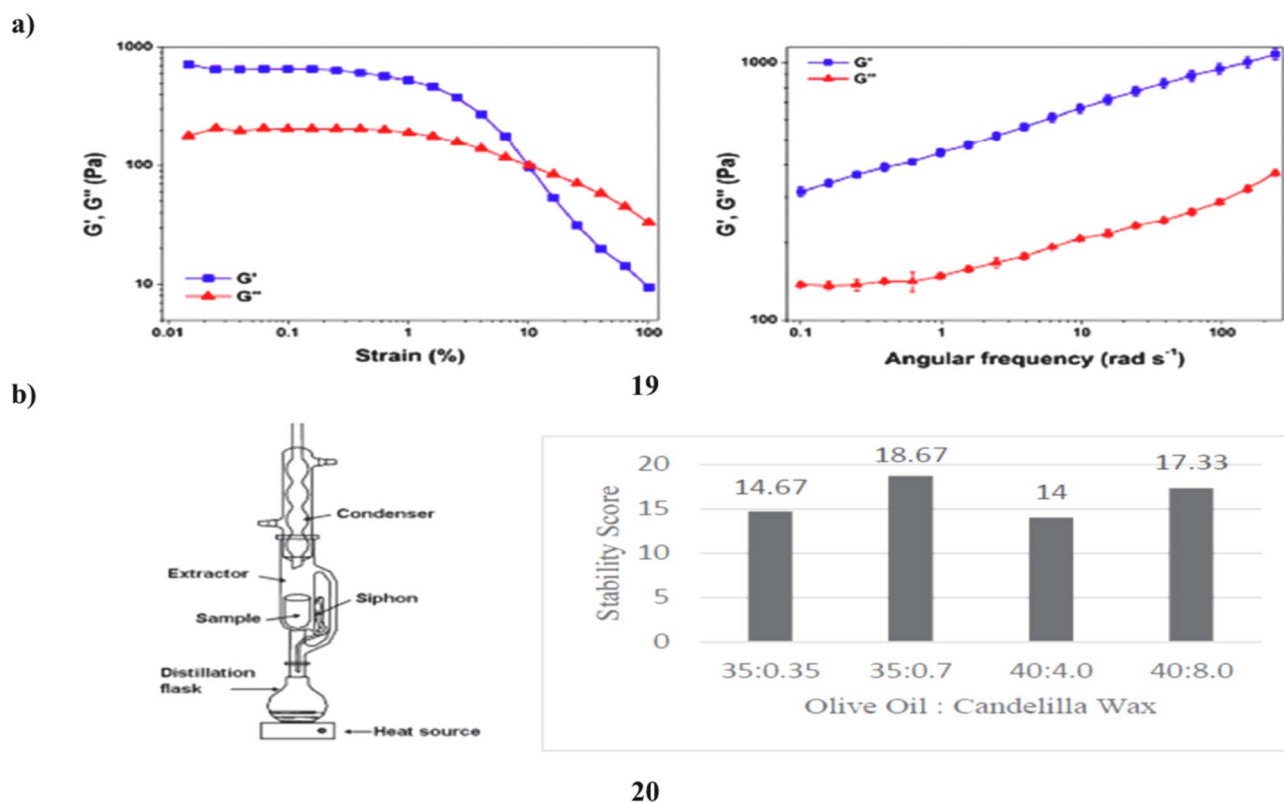 a)
1000
100
10
0.01
0.1
1
10
100
G', G'' (Pa)
G'
G''
Strain (%)
1000
100
0.1
1
10
100
G', G'' (Pa)
G'
G''
Angular frequency (rad s⁻¹)
19
b)
Condenser
Extractor
Siphon
Sample
Distillation
flask
Heat source
20
15
10
5
0
Stability Score
14.67
18.67
14
17.33
35:0.35
35:0.7
40:4.0
40:8.0
Olive Oil : Candelilla Wax
20